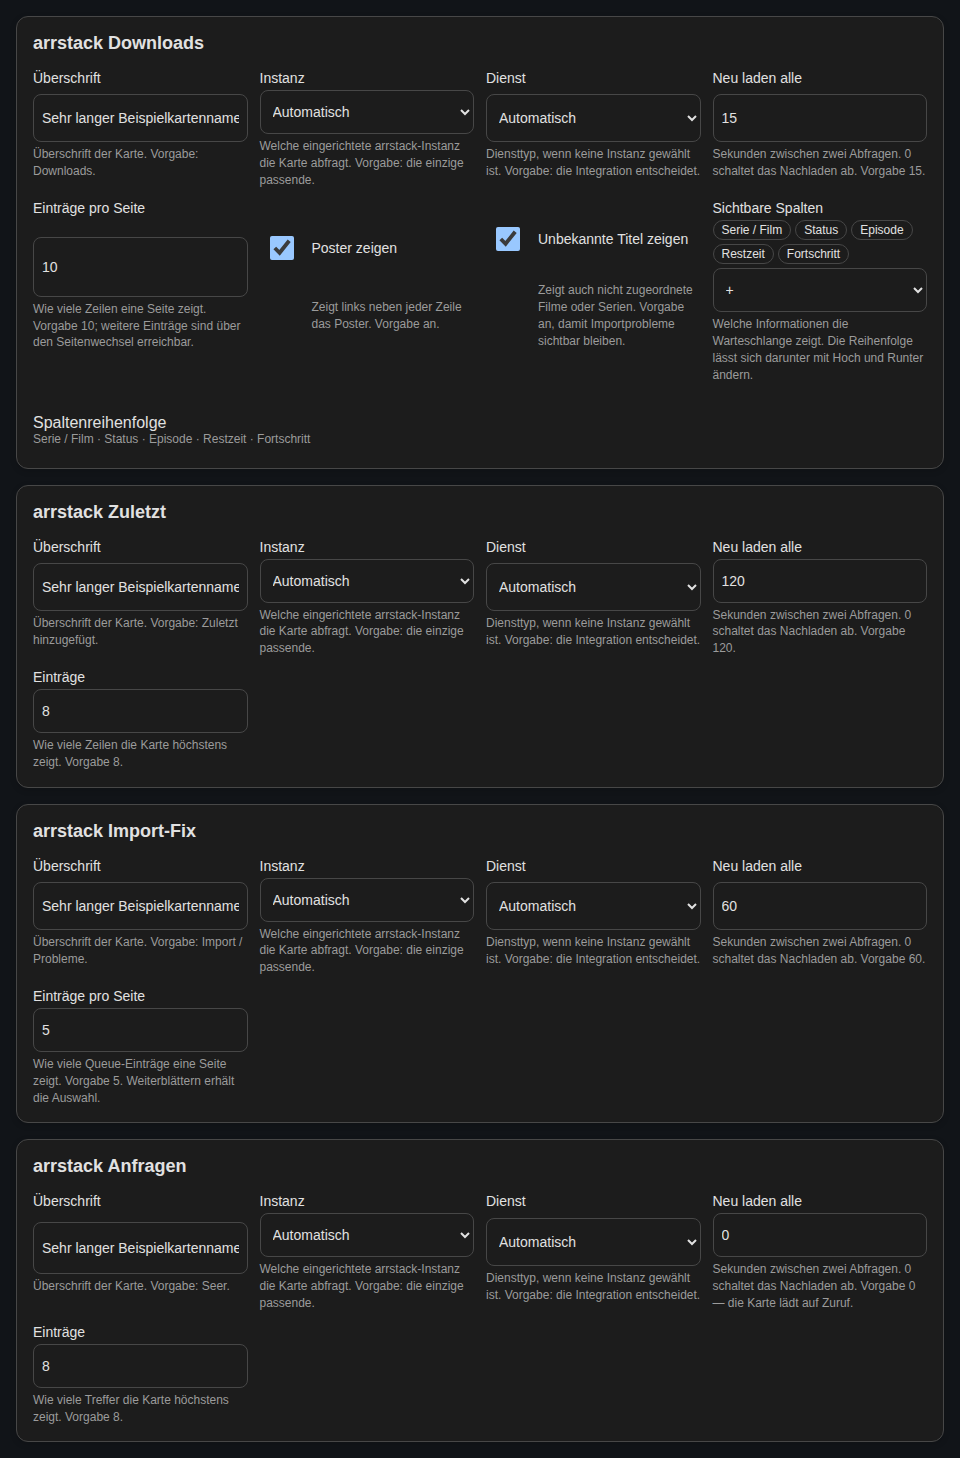 arrstack Downloads
Überschrift
Sehr langer Beispielkartenname
Überschrift der Karte. Vorgabe:
Downloads.
Instanz
Automatisch
Welche eingerichtete arrstack-Instanz
die Karte abfragt. Vorgabe: die einzige
passende.
Dienst
Automatisch
Diensttyp, wenn keine Instanz gewählt
ist. Vorgabe: die Integration entscheidet.
Neu laden alle
15
Sekunden zwischen zwei Abfragen. 0
schaltet das Nachladen ab. Vorgabe 15.
Einträge pro Seite
10
Wie viele Zeilen eine Seite zeigt.
Vorgabe 10; weitere Einträge sind über
den Seitenwechsel erreichbar.
Poster zeigen
Zeigt links neben jeder Zeile
das Poster. Vorgabe an.
Unbekannte Titel zeigen
Zeigt auch nicht zugeordnete
Filme oder Serien. Vorgabe
an, damit Importprobleme
sichtbar bleiben.
Sichtbare Spalten
Serie / Film Status Episode
Restzeit Fortschritt
+
Welche Informationen die
Warteschlange zeigt. Die Reihenfolge
lässt sich darunter mit Hoch und Runter
ändern.
Spaltenreihenfolge
Serie / Film · Status · Episode · Restzeit · Fortschritt
arrstack Zuletzt
Überschrift
Sehr langer Beispielkartenname
Überschrift der Karte. Vorgabe: Zuletzt
hinzugefügt.
Instanz
Automatisch
Welche eingerichtete arrstack-Instanz
die Karte abfragt. Vorgabe: die einzige
passende.
Dienst
Automatisch
Diensttyp, wenn keine Instanz gewählt
ist. Vorgabe: die Integration entscheidet.
Neu laden alle
120
Sekunden zwischen zwei Abfragen. 0
schaltet das Nachladen ab. Vorgabe
120.
Einträge
8
Wie viele Zeilen die Karte höchstens
zeigt. Vorgabe 8.
arrstack Import-Fix
Überschrift
Sehr langer Beispielkartenname
Überschrift der Karte. Vorgabe: Import /
Probleme.
Instanz
Automatisch
Welche eingerichtete arrstack-Instanz
die Karte abfragt. Vorgabe: die einzige
passende.
Dienst
Automatisch
Diensttyp, wenn keine Instanz gewählt
ist. Vorgabe: die Integration entscheidet.
Neu laden alle
60
Sekunden zwischen zwei Abfragen. 0
schaltet das Nachladen ab. Vorgabe 60.
Einträge pro Seite
5
Wie viele Queue-Einträge eine Seite
zeigt. Vorgabe 5. Weiterblättern erhält
die Auswahl.
arrstack Anfragen
Überschrift
Sehr langer Beispielkartenname
Überschrift der Karte. Vorgabe: Seer.
Instanz
Automatisch
Welche eingerichtete arrstack-Instanz
die Karte abfragt. Vorgabe: die einzige
passende.
Dienst
Automatisch
Diensttyp, wenn keine Instanz gewählt
ist. Vorgabe: die Integration entscheidet.
Neu laden alle
0
Sekunden zwischen zwei Abfragen. 0
schaltet das Nachladen ab. Vorgabe 0
— die Karte lädt auf Zuruf.
Einträge
8
Wie viele Treffer die Karte höchstens
zeigt. Vorgabe 8.